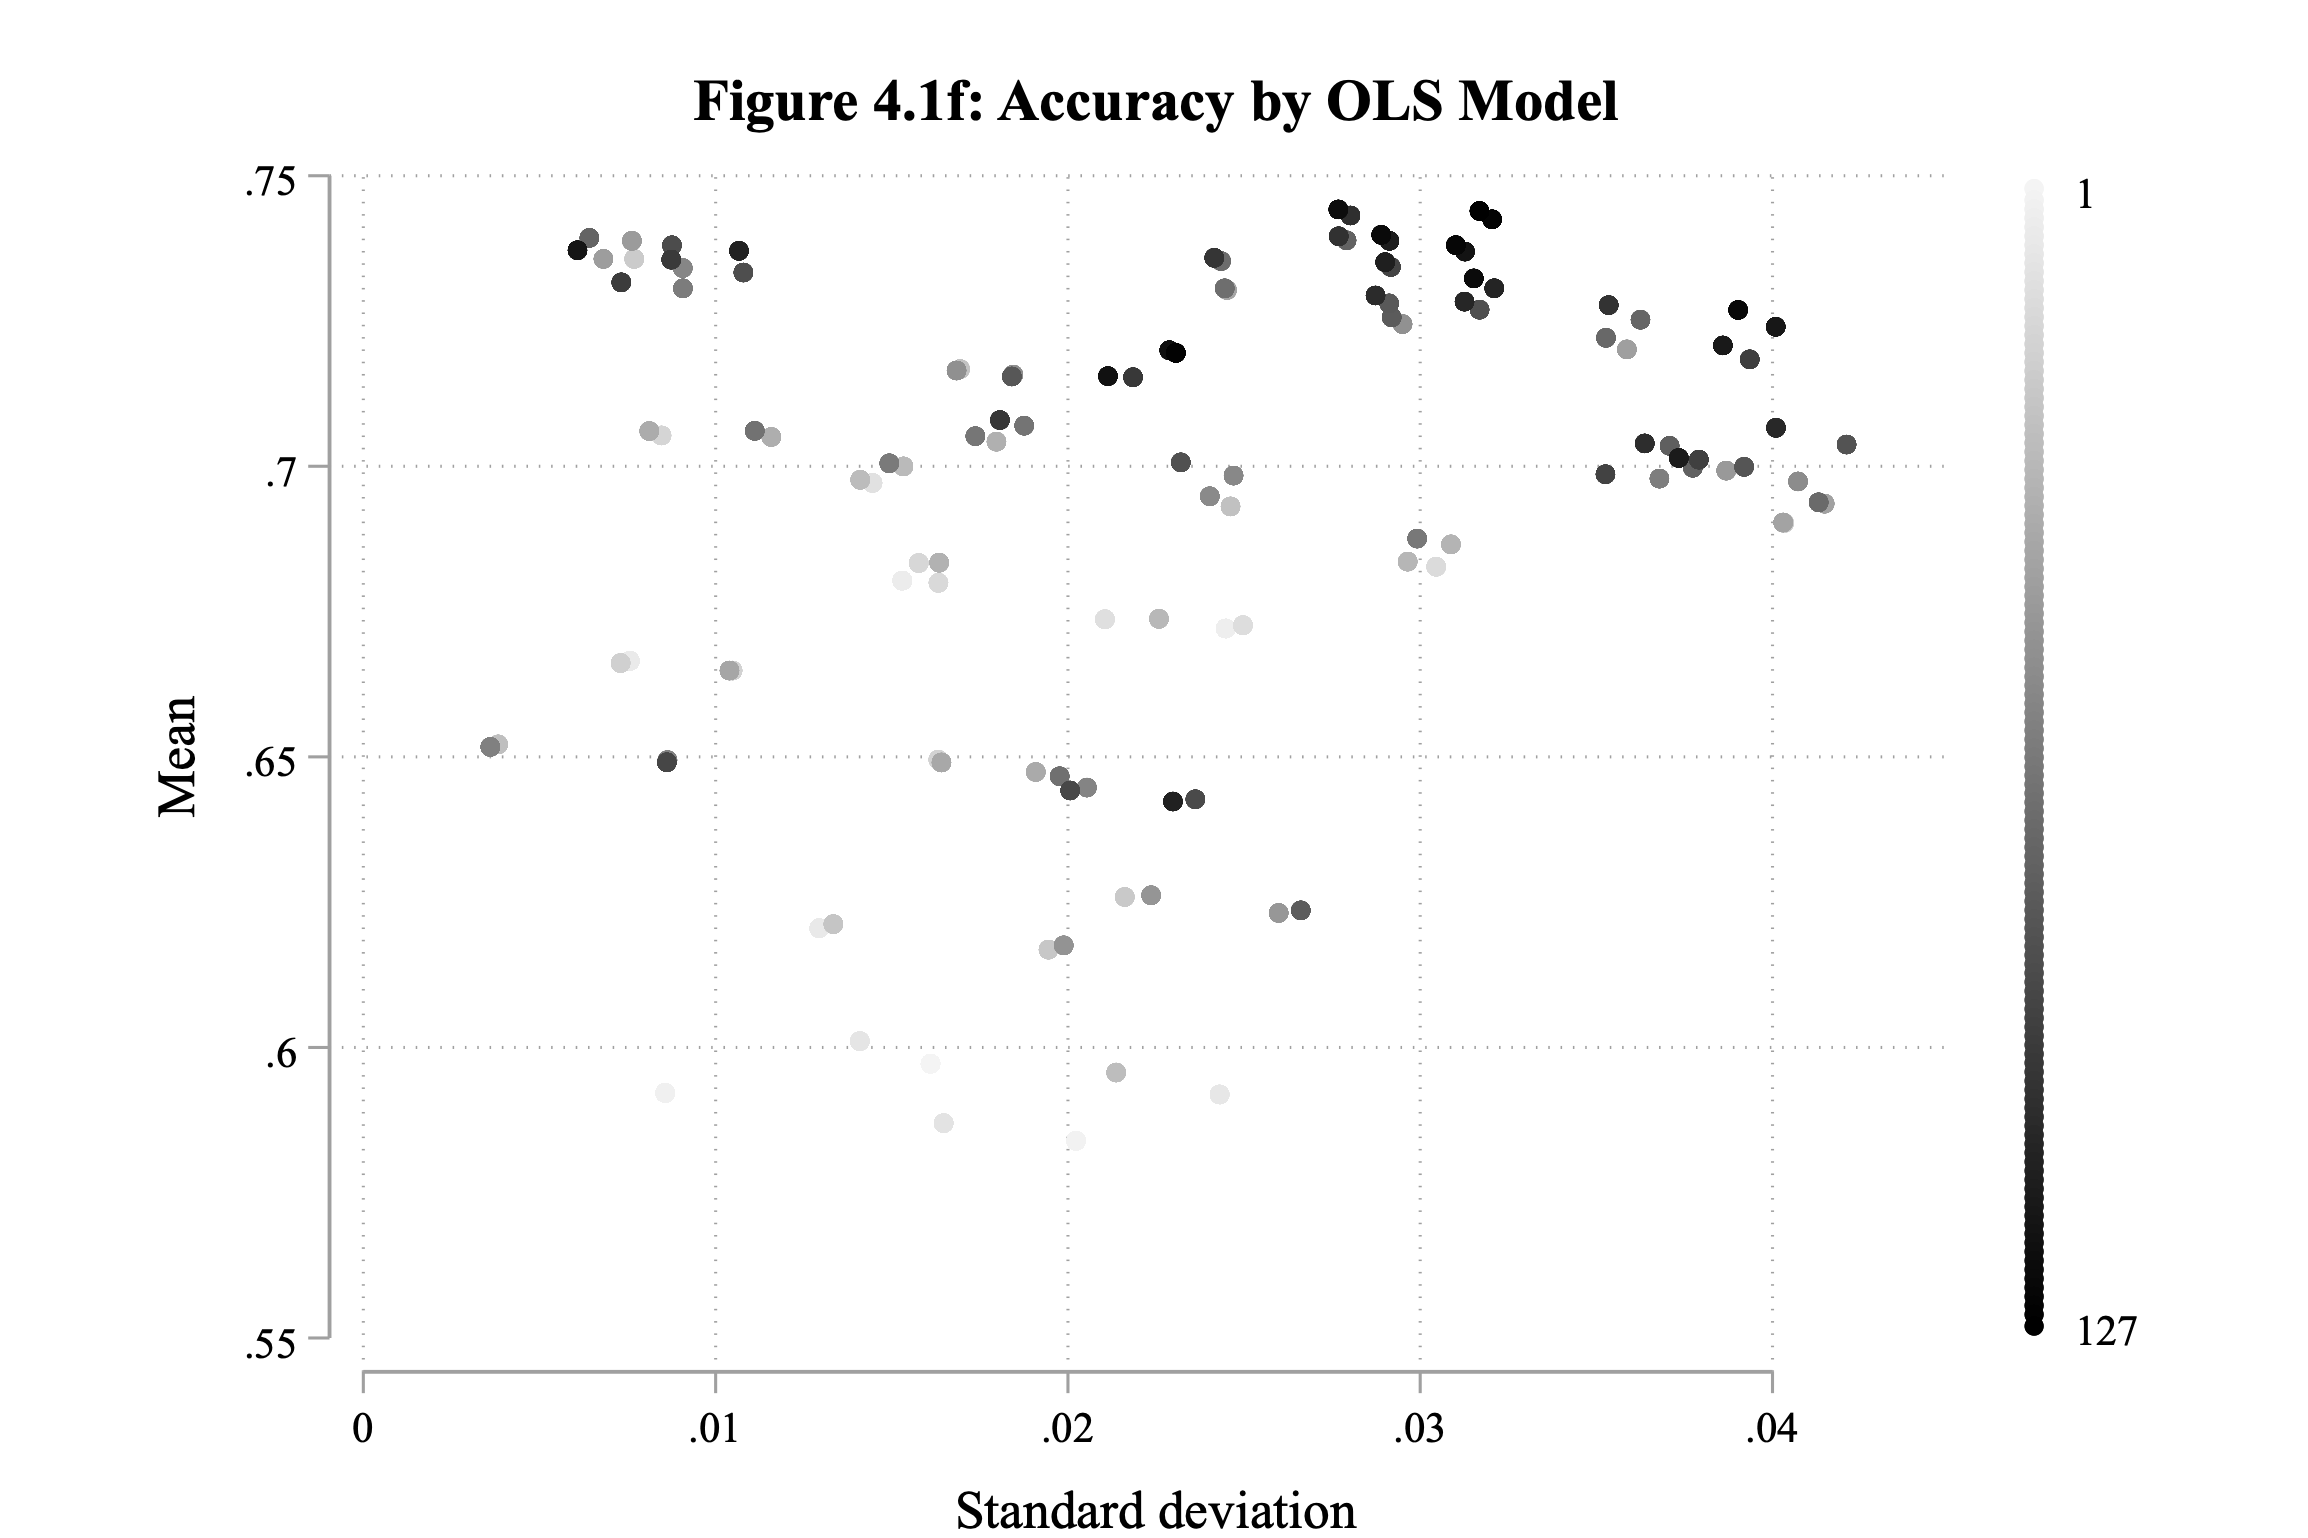 Figure 4.1f: Accuracy by OLS Model
.75
.7
.65
.6
.55
Mean
0 .01 .02 .03 .04
Standard deviation
1
127